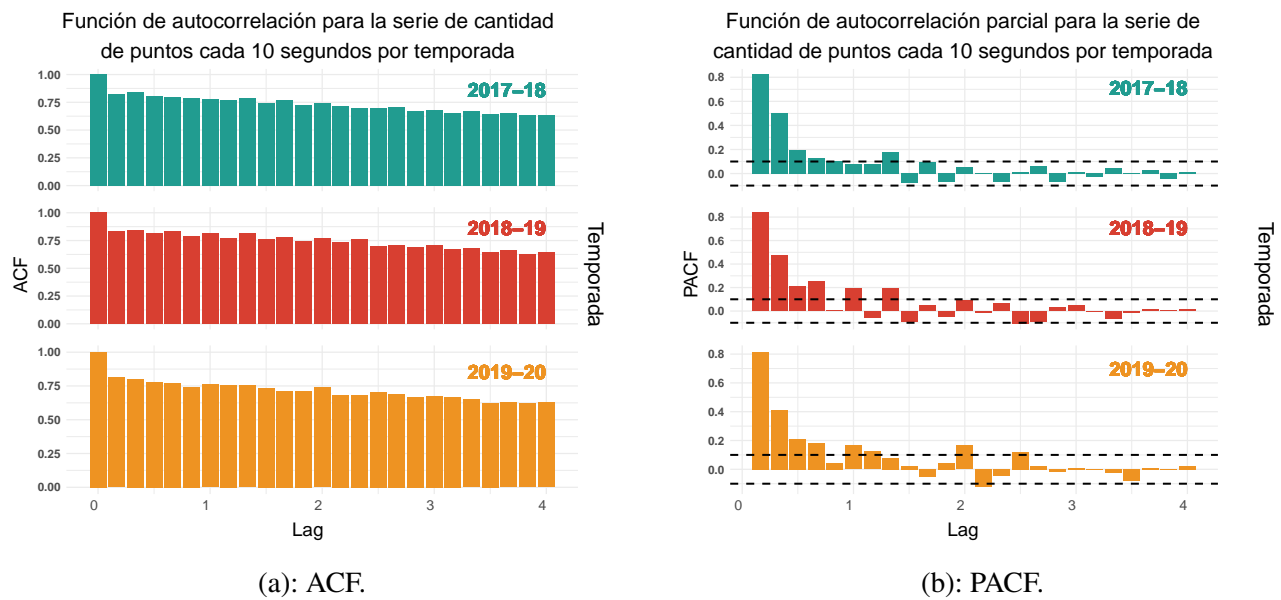 Función de autocorrelación para la serie de cantidad
de puntos cada 10 segundos por temporada
1.00
0.75
0.50
0.25
0.00
2017–18
1.00
0.75
0.50
0.25
0.00
2018–19
1.00
0.75
0.50
0.25
0.00
2019–20
ACF
Temporada
0 1 2 3 4
Lag
(a): ACF.
Función de autocorrelación parcial para la serie de
cantidad de puntos cada 10 segundos por temporada
0.8
0.6
0.4
0.2
0.0
2017–18
0.8
0.6
0.4
0.2
0.0
2018–19
0.8
0.6
0.4
0.2
0.0
2019–20
PACF
Temporada
0 1 2 3 4
Lag
(b): PACF.